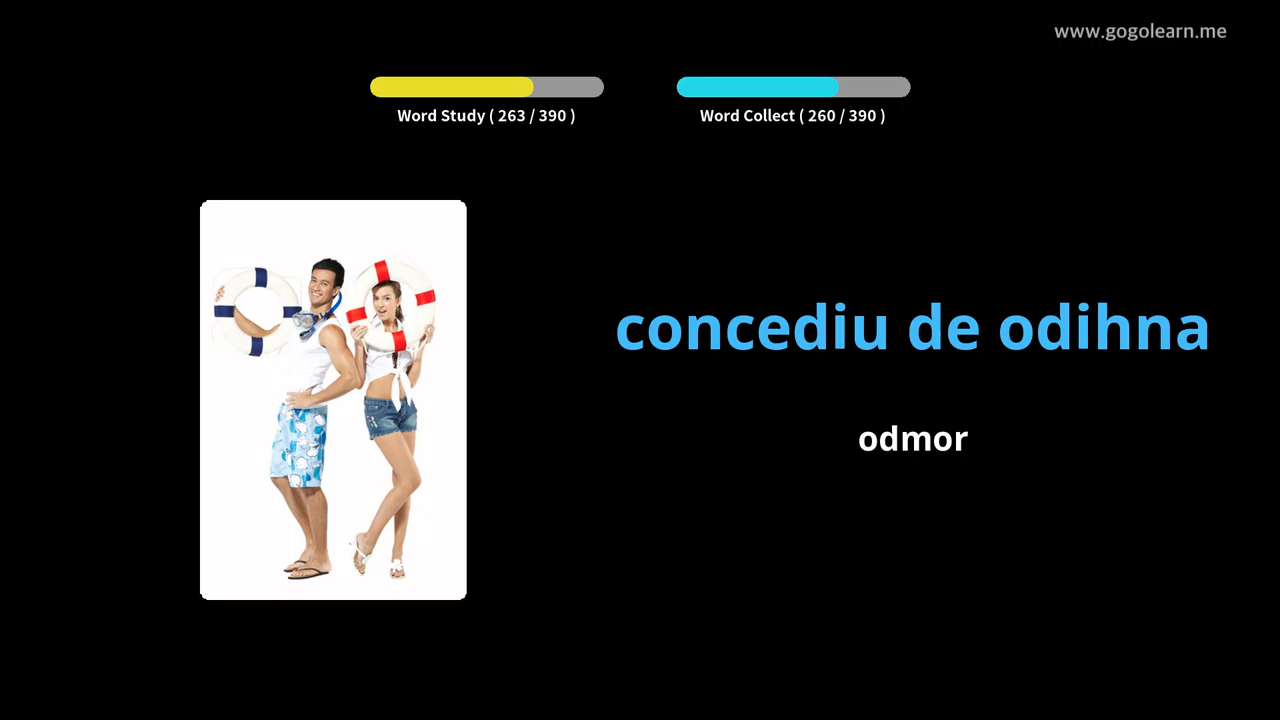 www.gogolearn.me
Word Study ( 263 / 390 )
Word Collect ( 260 / 390 )
concediu de odihna
odmor